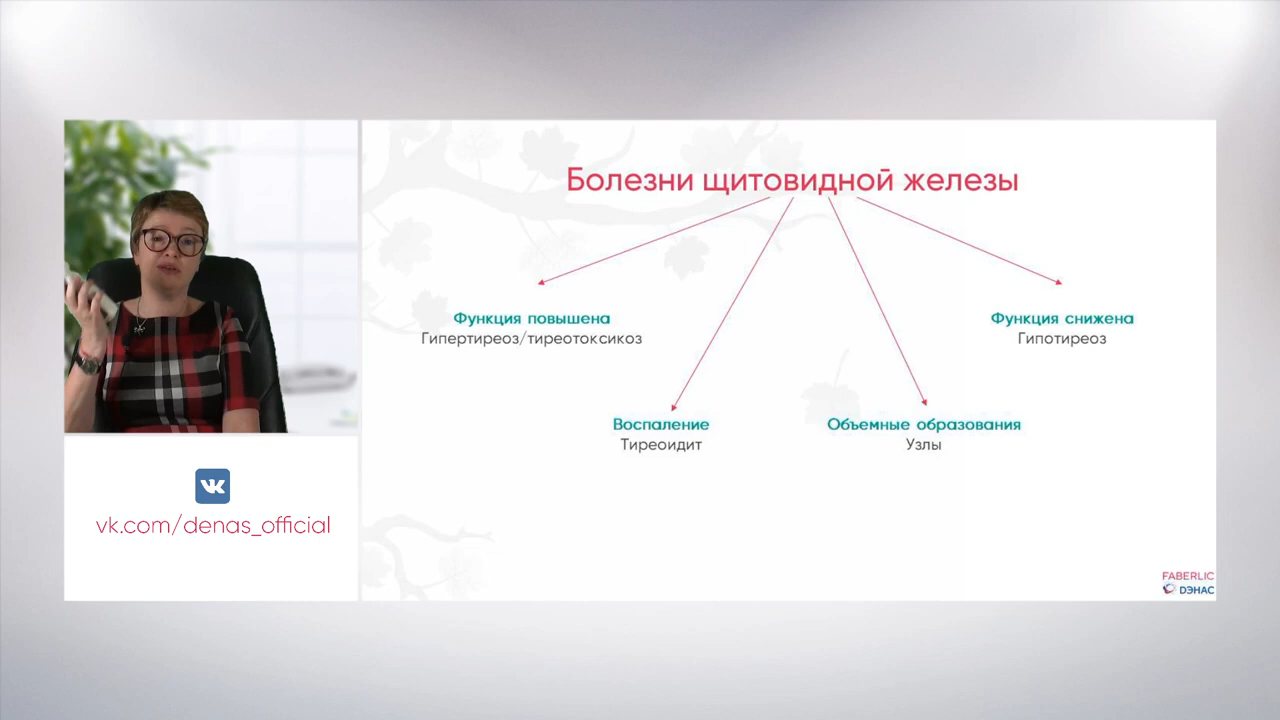 Болезни щитовидной железы
Функция повышена
Гипертиреоз/тиреотоксикоз
Функция снижена
Гипотиреоз
Воспаление
Тиреоидит
Объемные образования
Узлы
vk.com/denas_official
FABERLIC
DЭНАС